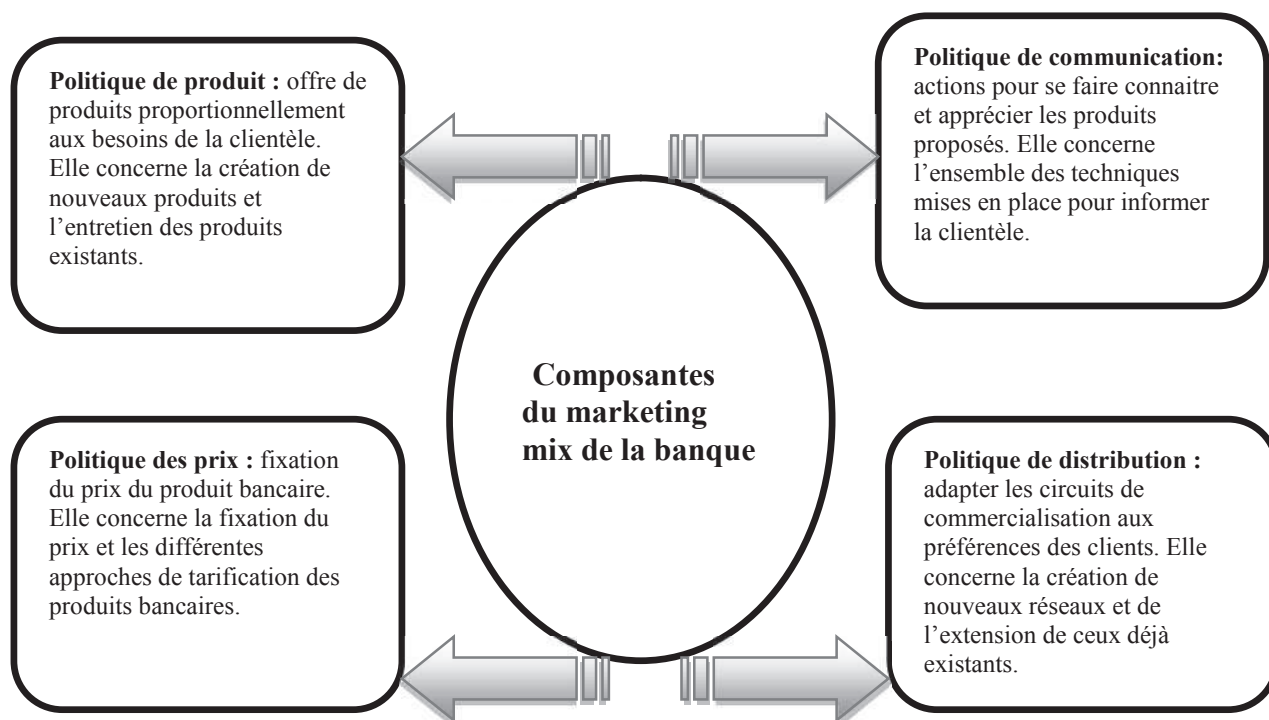 Politique de produit : offre de
produits proportionnellement
aux besoins de la clientèle.
Elle concerne la création de
nouveaux produits et
l’entretien des produits
existants.
Politique de communication:
actions pour se faire connaitre
et apprécier les produits
proposés. Elle concerne
l’ensemble des techniques
mises en place pour informer
la clientèle.
Composantes
du marketing
mix de la banque
Politique des prix : fixation
du prix du produit bancaire.
Elle concerne la fixation du
prix et les différentes
approches de tarification des
produits bancaires.
Politique de distribution :
adapter les circuits de
commercialisation aux
préférences des clients. Elle
concerne la création de
nouveaux réseaux et de
l’extension de ceux déjà
existants.